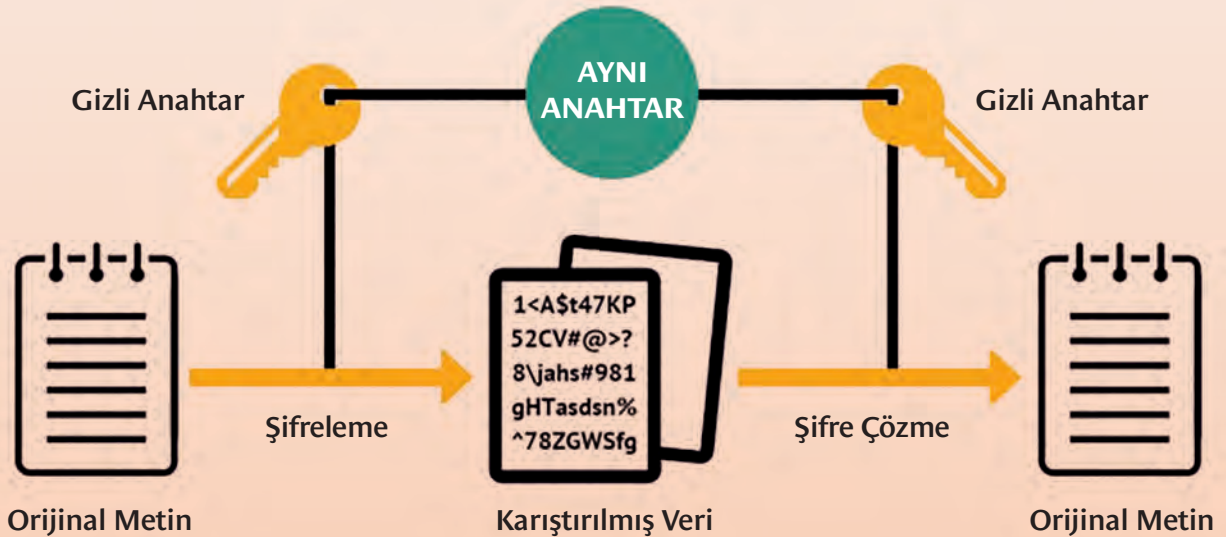 AYNI
ANAHTAR
Gizli Anahtar
Gizli Anahtar
1<A$t47KP
52CV#@>?
8\jahs#981
gHTasdsn%
^78ZGWSfg
Şifreleme
Şifre Çözme
Orijinal Metin
Karıştırılmış Veri
Orijinal Metin